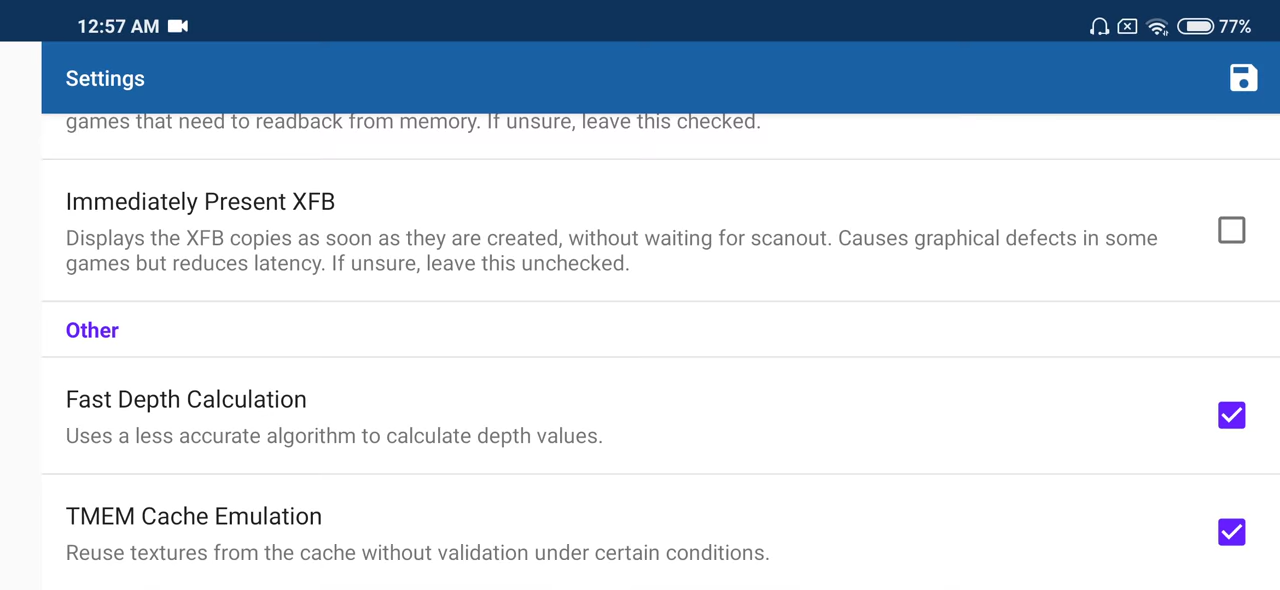 12:57 AM 77%
Settings
games that need to readback from memory. If unsure, leave this checked.
Immediately Present XFB
Displays the XFB copies as soon as they are created, without waiting for scanout. Causes graphical defects in some
games but reduces latency. If unsure, leave this unchecked.
Other
Fast Depth Calculation
Uses a less accurate algorithm to calculate depth values.
TMEM Cache Emulation
Reuse textures from the cache without validation under certain conditions.